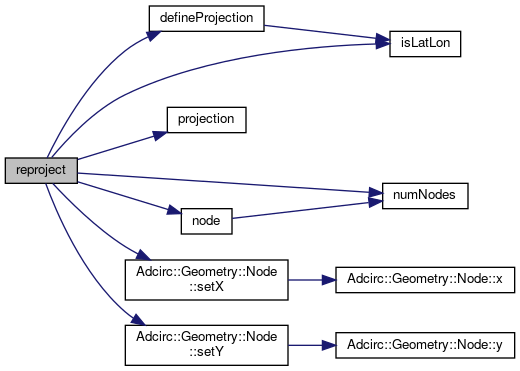 defineProjection
isLatLon
projection
reproject
numNodes
node
Adcirc::Geometry::Node
::setX
Adcirc::Geometry::Node::x
Adcirc::Geometry::Node
::setY
Adcirc::Geometry::Node::y